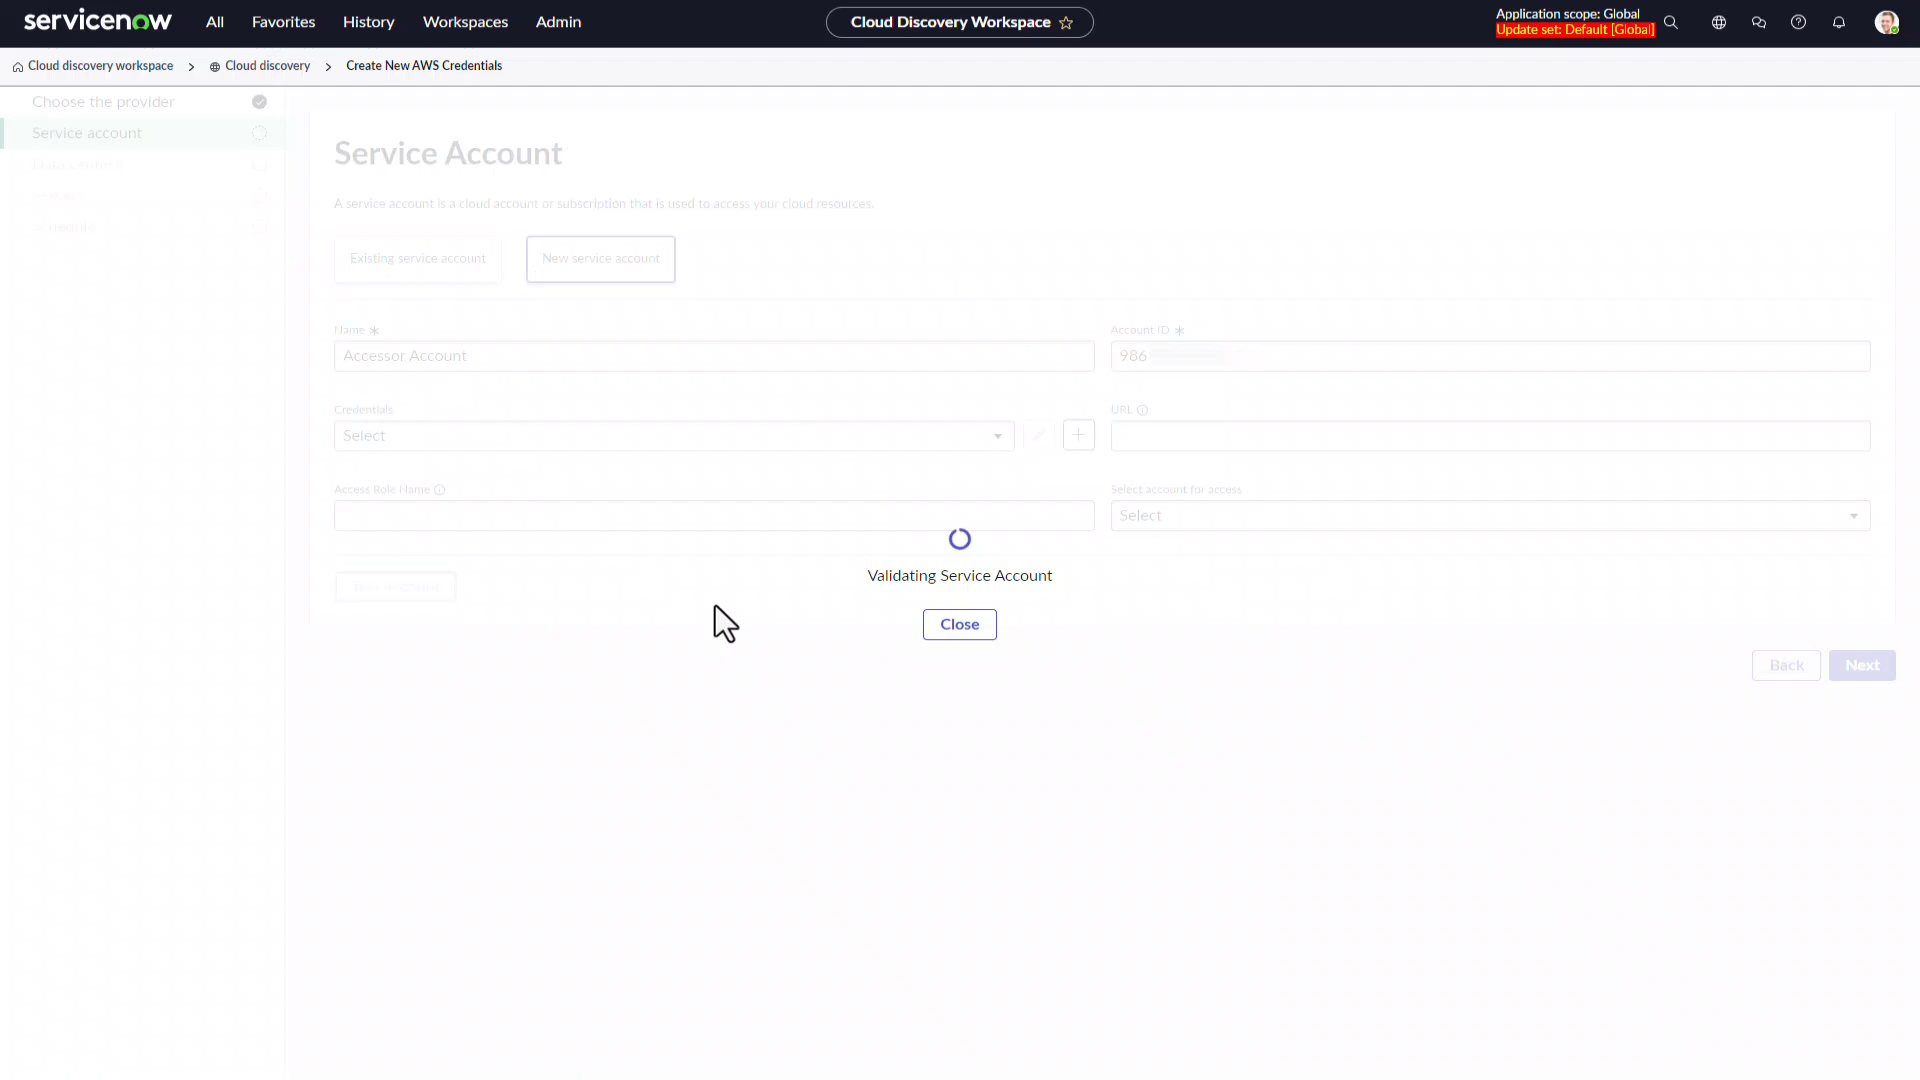 servicenow
All
Favorites
History
Workspaces
Admin
Cloud Discovery Workspace
Application scope: Global
Update set: Default [Global]
Cloud discovery workspace
Cloud discovery
Create New AWS Credentials
Choose the provider
Service account
Service Account
A service account is a cloud account or subscription that is used to access your cloud resources.
Existing service account
New service account
Name *
Account ID *
Accessor Account
986
Credentials
URL
Select
Access Role Name
Select account for access
Select
Validating Service Account
Close
Back
Next